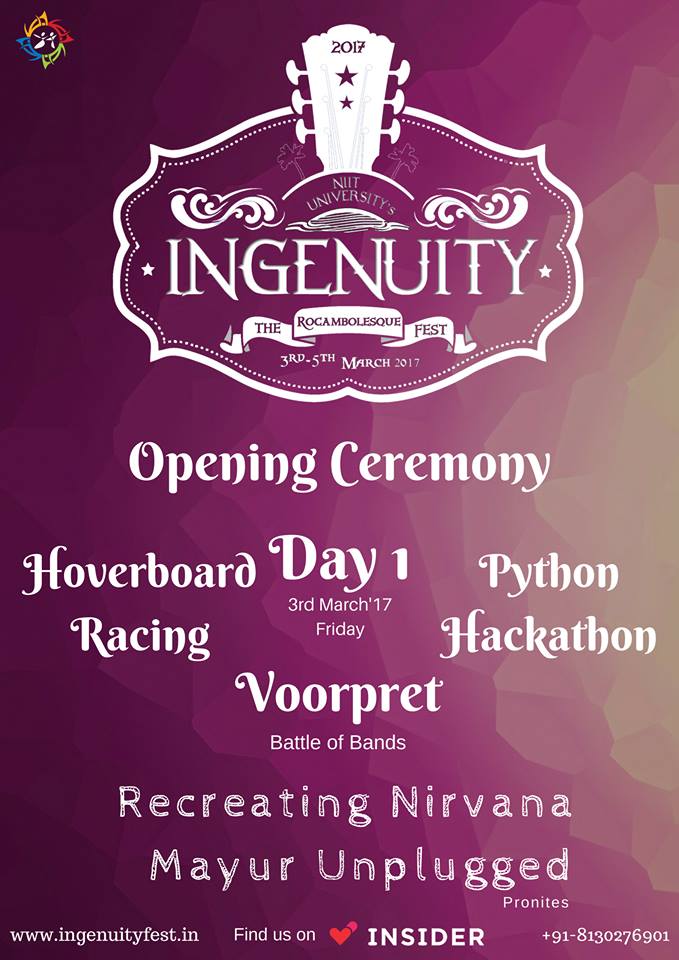 2017
NIIT
UNIVERSITY's
INGENUITY
THE ROCAMBOLESQUE FEST
3RD-5TH MARCH 2017
Opening Ceremony
Hoverboard
Racing
Day 1
3rd March'17
Friday
Python
Hackathon
Voorpret
Battle of Bands
Recreating Nirvana
Mayur Unplugged
Pronites
www.ingenuityfest.in Find us on INSIDER +91-8130276901